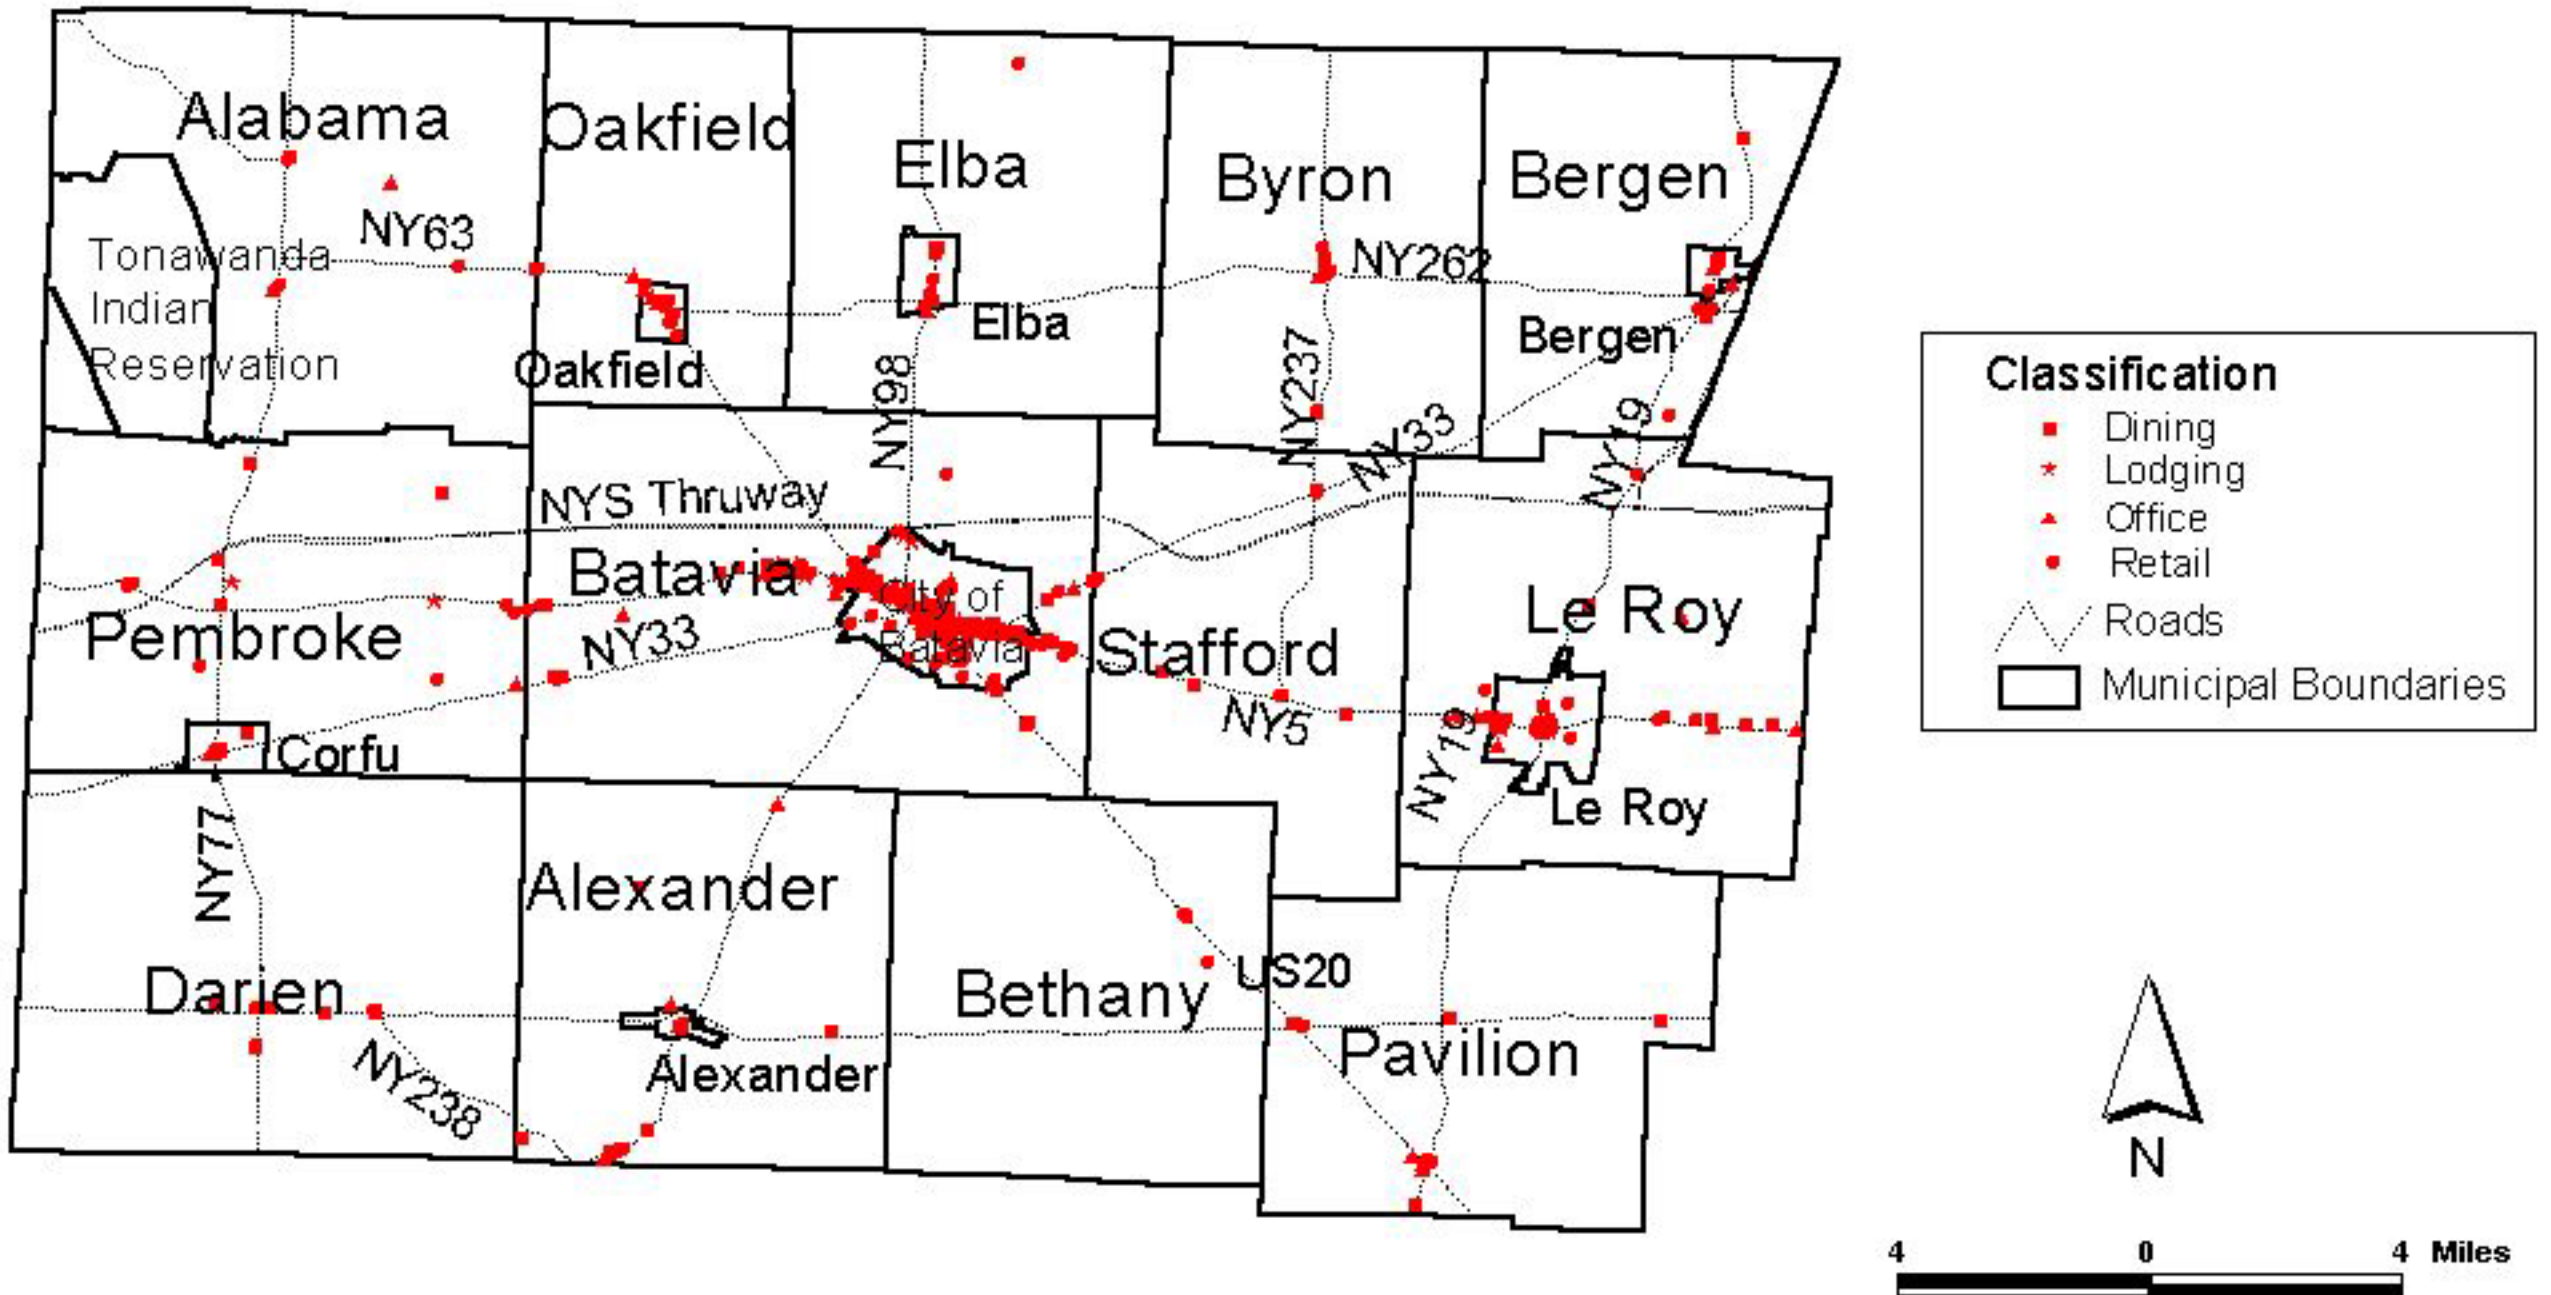 Alabama
Oakfield
Elba
Byron
Bergen
NY63
Tonawanda
Indian
Reservation
NY262
Elba
Bergen
Oakfield
NY98
NY237
NY33
NY19
NYS Thruway
Batavia
City of
Batavia
Pembroke
NY33
Stafford
Le Roy
NY5
NY19
Corfu
Le Roy
NY77
Alexander
Darien
Bethany
US20
Pavilion
Alexander
NY238
Classification
Dining
Lodging
Office
Retail
Roads
Municipal Boundaries
N
4 0 4 Miles